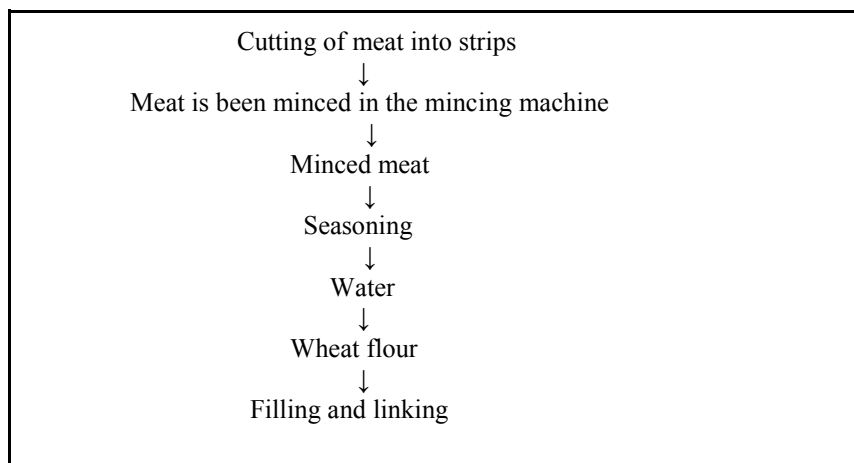 Cutting of meat into strips
↓
Meat is been minced in the mincing machine
↓
Minced meat
↓
Seasoning
↓
Water
↓
Wheat flour
↓
Filling and linking